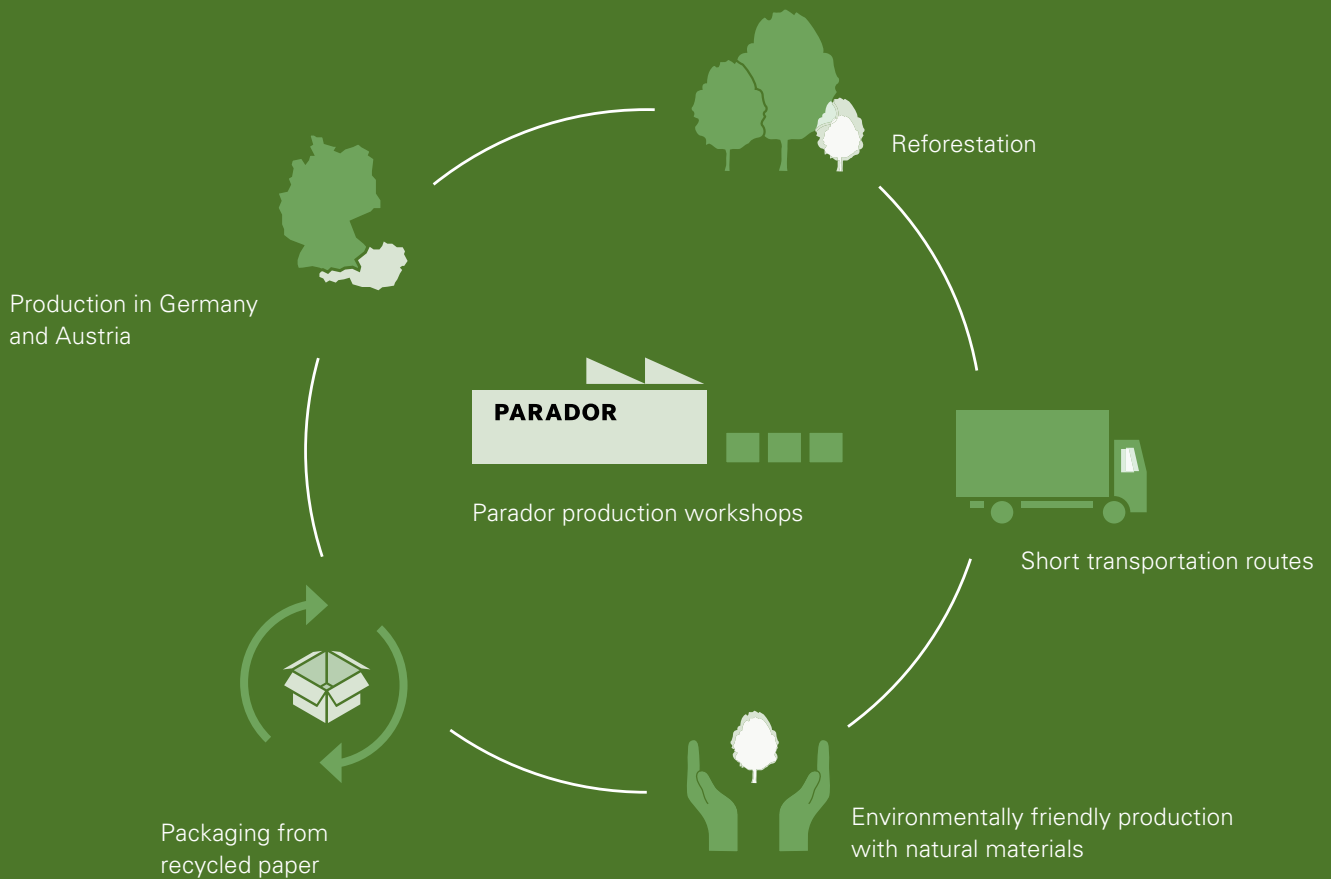 Reforestation
Production in Germany
and Austria
PARADOR
Parador production workshops
Short transportation routes
Environmentally friendly production
with natural materials
Packaging from
recycled paper